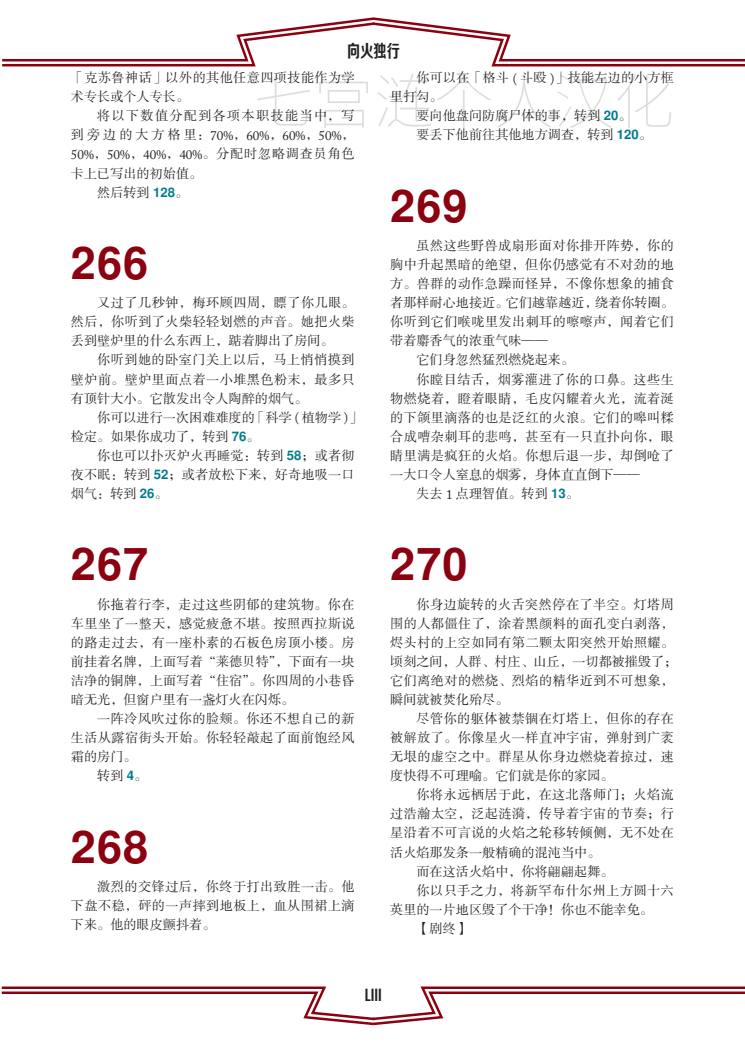 向火独行
七宫涟个人汉化
「克苏鲁神话」以外的其他任意四项技能作为学
术专长或个人专长。
将以下数值分配到各项本职技能当中，写
到旁边的大方格里：70%，60%，60%，50%，
50%，50%，40%，40%。分配时忽略调查员角色
卡上已写出的初始值。
然后转到 128。
266
又过了几秒钟，梅环顾四周，瞟了你几眼。
然后，你听到了火柴轻轻划燃的声音。她把火柴
丢到壁炉里的什么东西上，踮着脚出了房间。
你听到她的卧室门关上以后，马上悄悄摸到
壁炉前。壁炉里面点着一小堆黑色粉末，最多只
有顶针大小。它散发出令人陶醉的烟气。
你可以进行一次困难难度的「科学 ( 植物学 )」
检定。如果你成功了，转到 76。
你也可以扑灭炉火再睡觉：转到 58；或者彻
夜不眠：转到 52；或者放松下来，好奇地吸一口
烟气：转到 26。
267
你拖着行李，走过这些阴郁的建筑物。你在
车里坐了一整天，感觉疲惫不堪。按照西拉斯说
的路走过去，有一座朴素的石板色房顶小楼。房
前挂着名牌，上面写着“莱德贝特”，下面有一块
洁净的铜牌，上面写着“住宿”。你四周的小巷昏
暗无光，但窗户里有一盏灯火在闪烁。
一阵冷风吹过你的脸颊。你还不想自己的新
生活从露宿街头开始。你轻轻敲起了面前饱经风
霜的房门。
转到 4。
268
激烈的交锋过后，你终于打出致胜一击。他
下盘不稳，砰的一声摔到地板上，血从围裙上滴
下来。他的眼皮颤抖着。
你可以在「格斗 ( 斗殴 )」技能左边的小方框
里打勾。
要向他盘问防腐尸体的事，转到 20。
要丢下他前往其他地方调查，转到 120。
269
虽然这些野兽成扇形面对你排开阵势，你的
胸中升起黑暗的绝望，但你仍感觉有不对劲的地
方。兽群的动作急躁而怪异，不像你想象的捕食
者那样耐心地接近。它们越靠越近，绕着你转圈。
你听到它们喉咙里发出刺耳的嚓嚓声，闻着它们
带着麝香气的浓重气味——
它们身忽然猛烈燃烧起来。
你瞠目结舌，烟雾灌进了你的口鼻。这些生
物燃烧着，瞪着眼睛，毛皮闪耀着火光，流着涎
的下颌里滴落的也是泛红的火浪。它们的嗥叫糅
合成嘈杂刺耳的悲鸣，甚至有一只直扑向你，眼
睛里满是疯狂的火焰。你想后退一步，却倒呛了
一大口令人窒息的烟雾，身体直直倒下——
失去 1 点理智值。转到 13。
270
你身边旋转的火舌突然停在了半空。灯塔周
围的人都僵住了，涂着黑颜料的面孔变白剥落，
烬头村的上空如同有第二颗太阳突然开始照耀。
顷刻之间，人群、村庄、山丘，一切都被摧毁了；
它们离绝对的燃烧、烈焰的精华近到不可想象，
瞬间就被焚化殆尽。
尽管你的躯体被禁锢在灯塔上，但你的存在
被解放了。你像星火一样直冲宇宙，弹射到广袤
无垠的虚空之中。群星从你身边燃烧着掠过，速
度快得不可理喻。它们就是你的家园。
你将永远栖居于此，在这北落师门；火焰流
过浩瀚太空，泛起涟漪，传导着宇宙的节奏；行
星沿着不可言说的火焰之轮移转倾侧，无不处在
活火焰那发条一般精确的混沌当中。
而在这活火焰中，你将翩翩起舞。
你以只手之力，将新罕布什尔州上方圆十六
英里的一片地区毁了个干净！你也不能幸免。
【剧终】
LIII